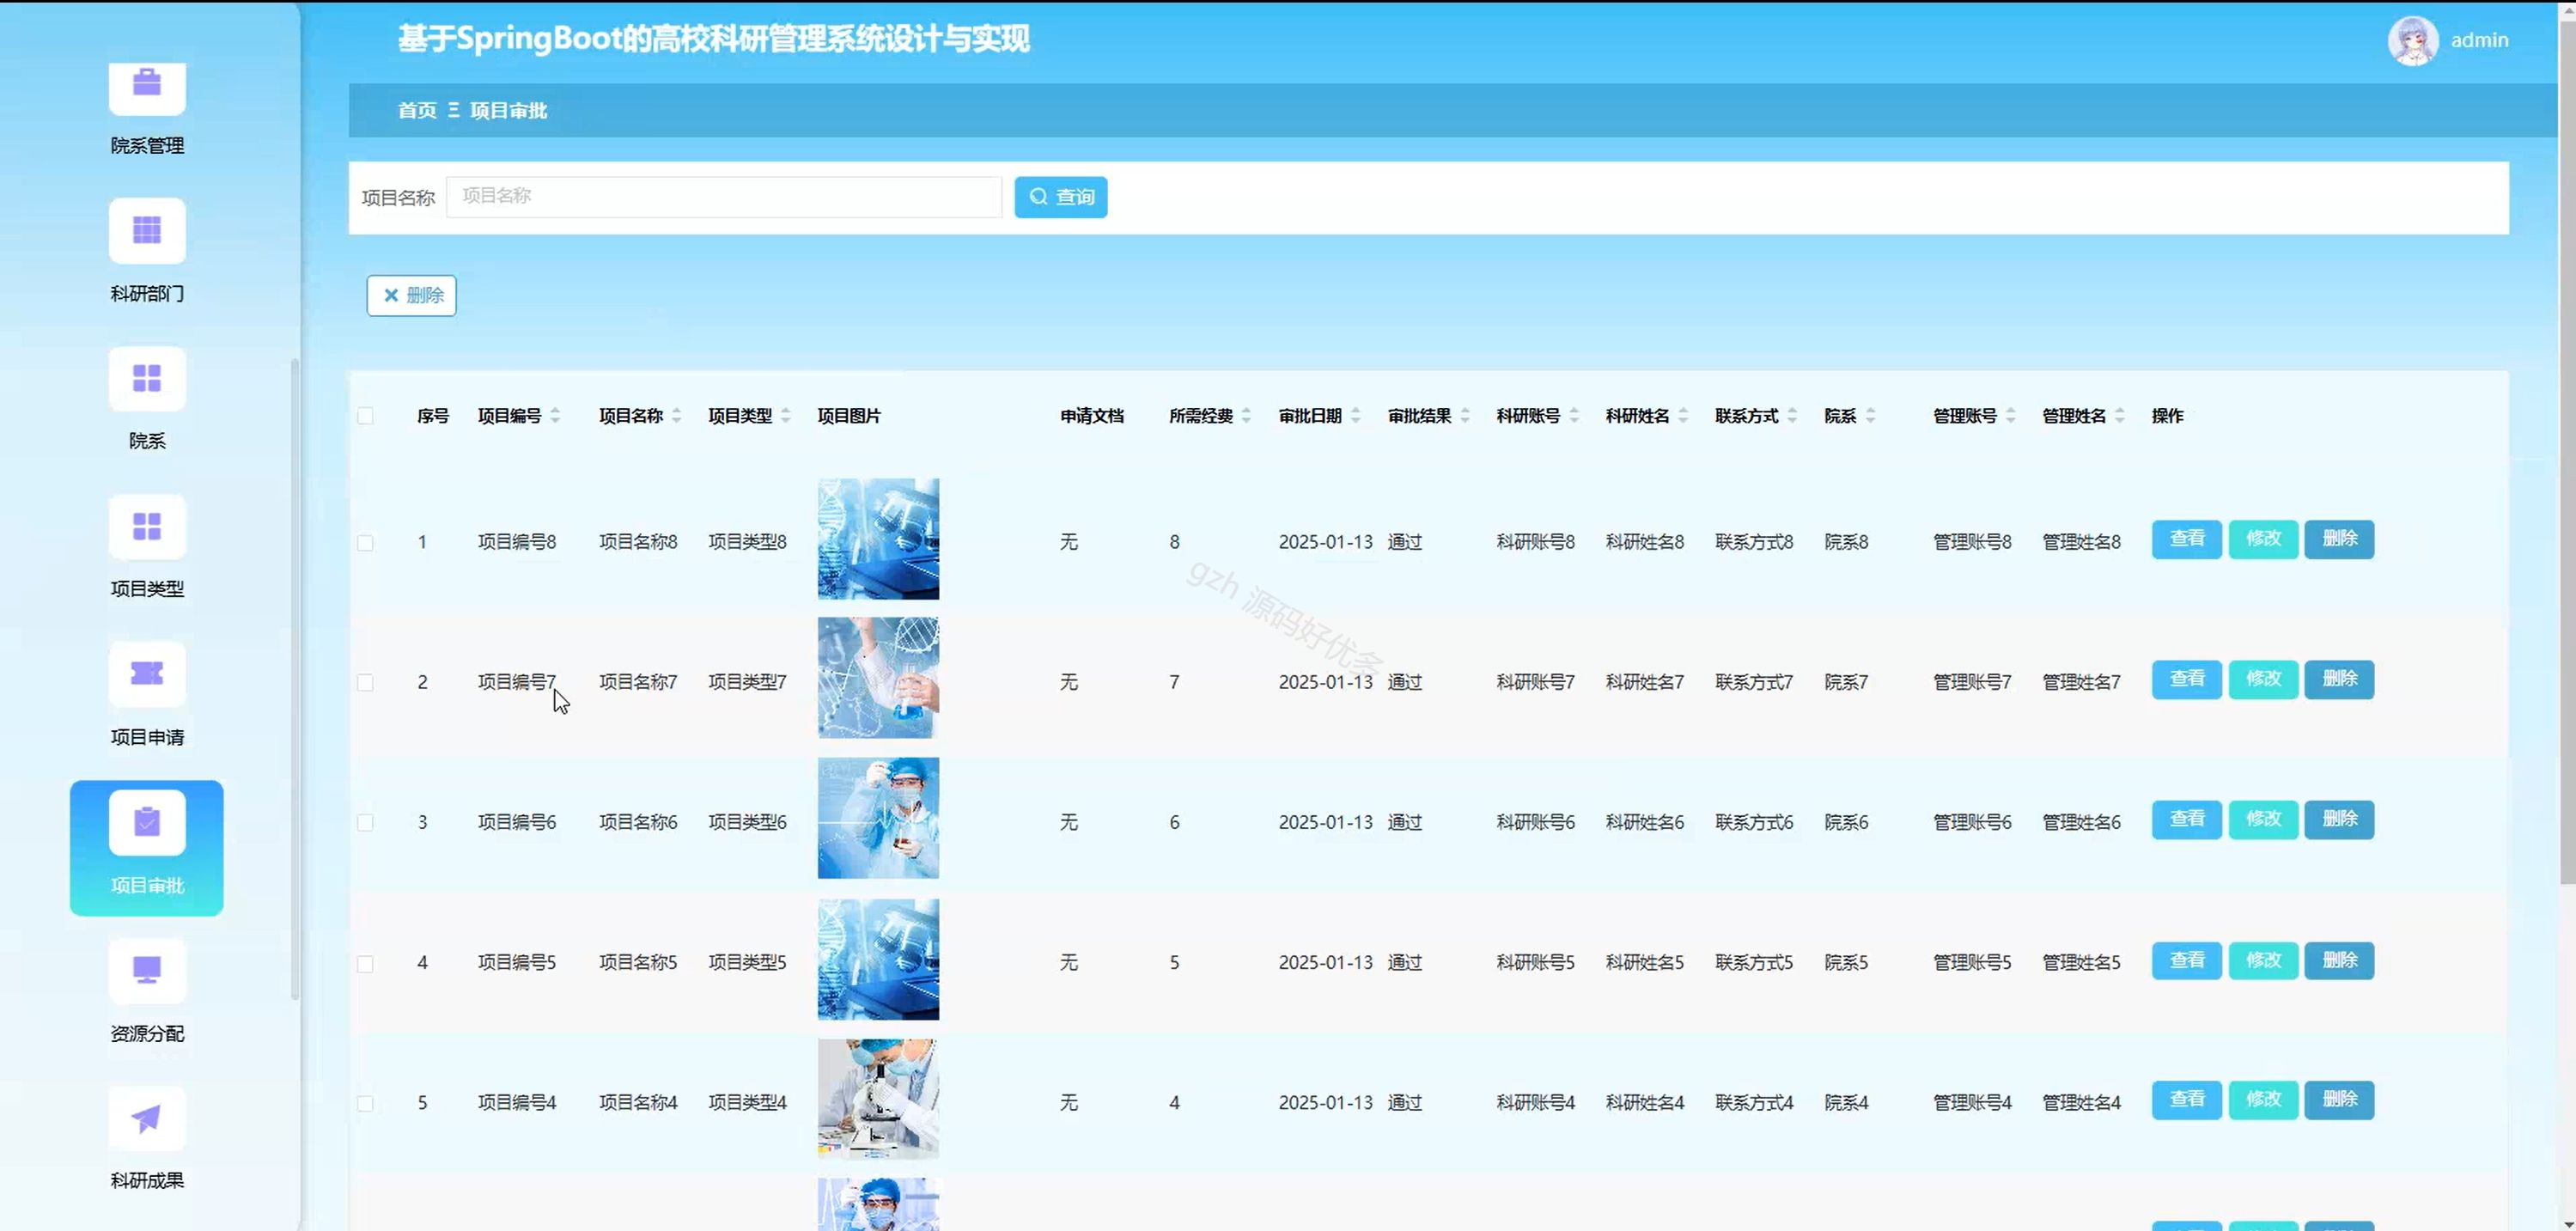 基于SpringBoot的高校科研管理系统设计与实现
admin
首页 Ξ 项目审批
院系管理
科研部门
院系
项目类型
项目申请
项目审批
资源分配
科研成果
项目名称 项目名称 查询
删除
序号 项目编号 项目名称 项目类型 项目图片 申请文档 所需经费 审批日期 审批结果 科研账号 科研姓名 联系方式 院系 管理账号 管理姓名 操作
1 项目编号8 项目名称8 项目类型8 无 8 2025-01-13 通过 科研账号8 科研姓名8 联系方式8 院系8 管理账号8 管理姓名8 查看 修改 删除
gzh 源码好优多
2 项目编号7 项目名称7 项目类型7 无 7 2025-01-13 通过 科研账号7 科研姓名7 联系方式7 院系7 管理账号7 管理姓名7 查看 修改 删除
3 项目编号6 项目名称6 项目类型6 无 6 2025-01-13 通过 科研账号6 科研姓名6 联系方式6 院系6 管理账号6 管理姓名6 查看 修改 删除
4 项目编号5 项目名称5 项目类型5 无 5 2025-01-13 通过 科研账号5 科研姓名5 联系方式5 院系5 管理账号5 管理姓名5 查看 修改 删除
5 项目编号4 项目名称4 项目类型4 无 4 2025-01-13 通过 科研账号4 科研姓名4 联系方式4 院系4 管理账号4 管理姓名4 查看 修改 删除